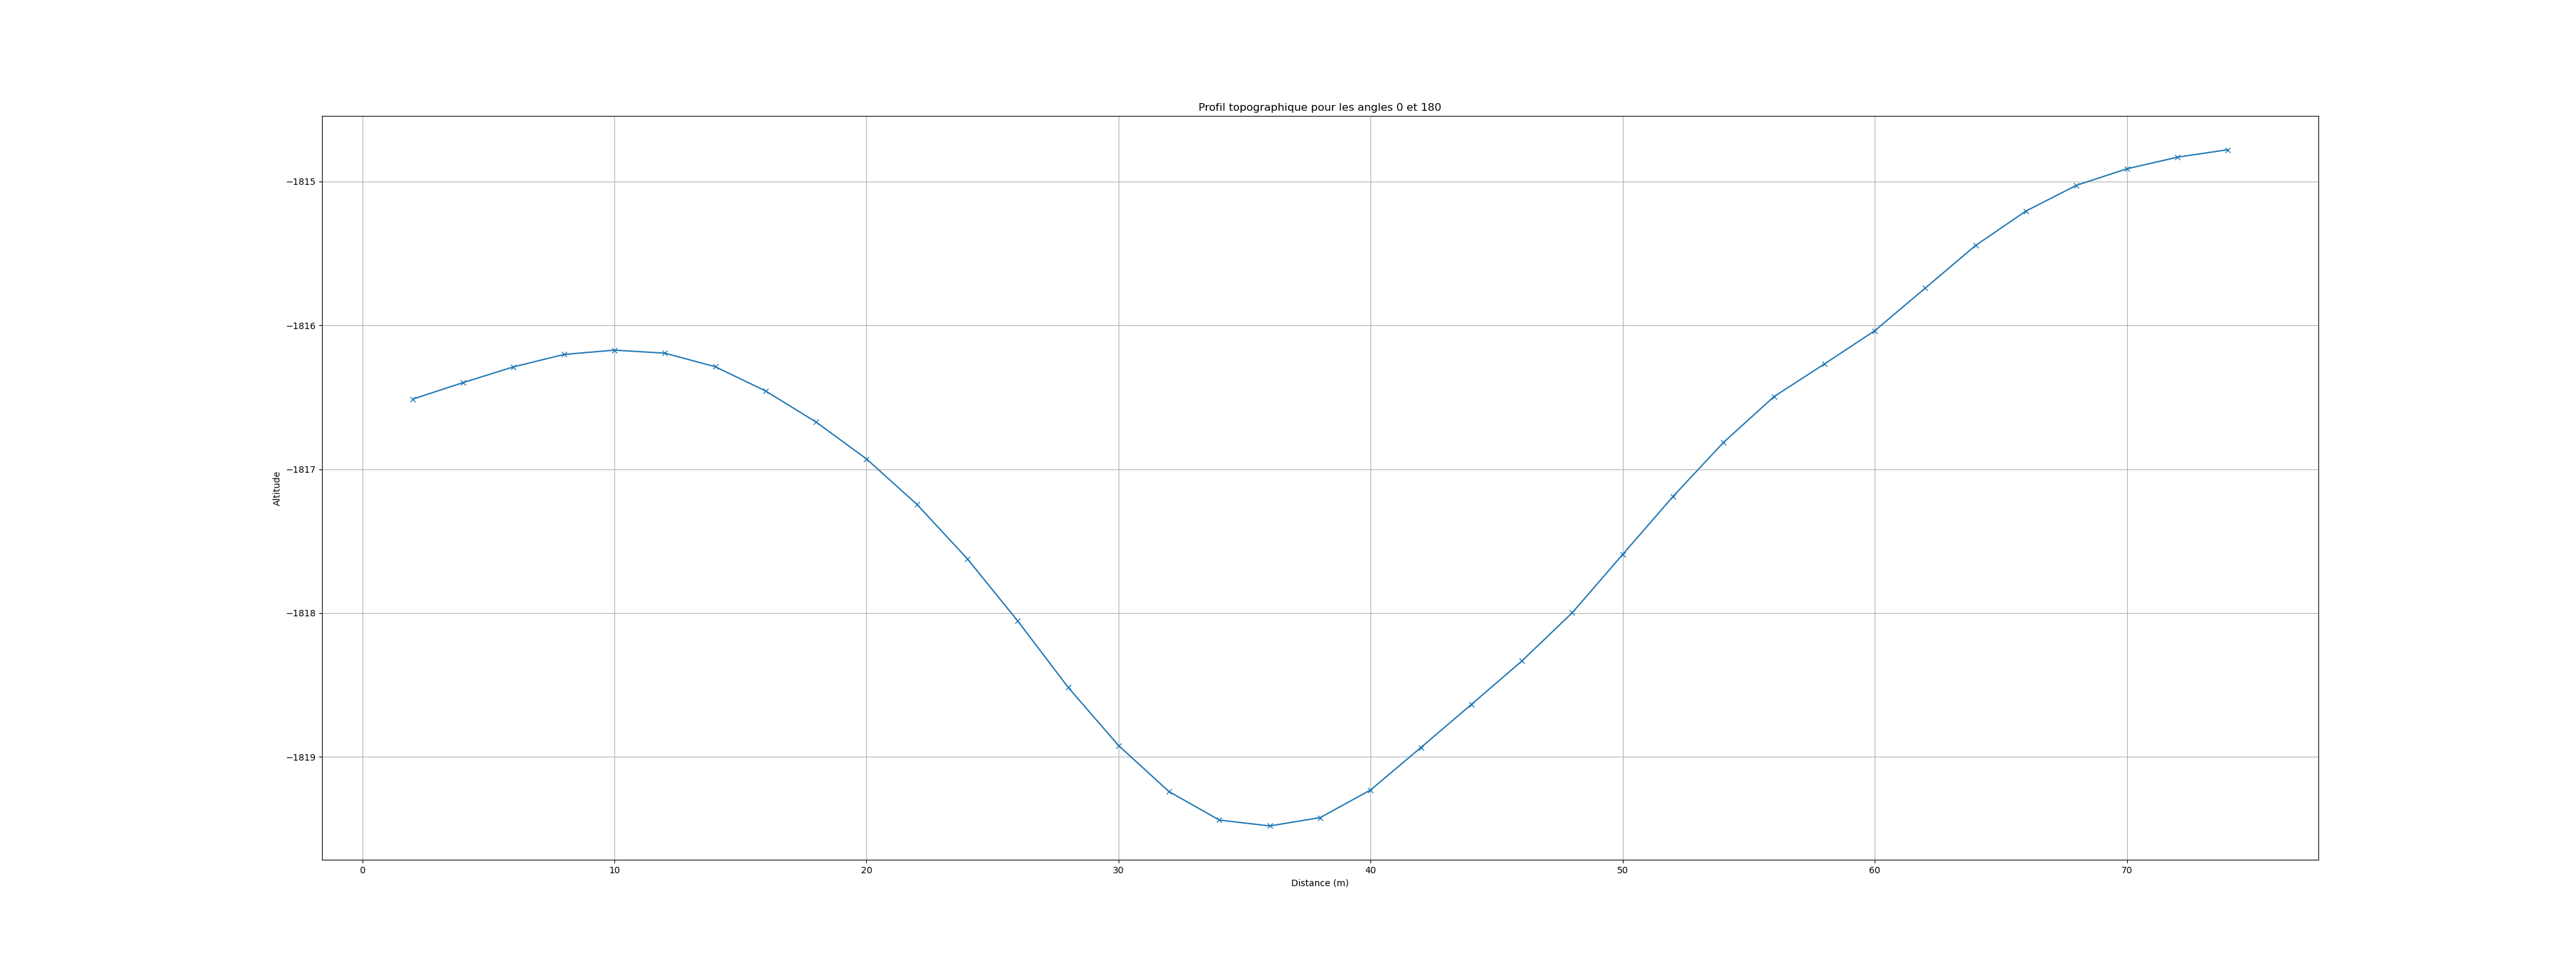 Profil topographique pour les angles 0 et 180
Altitude
−1815
−1816
−1817
−1818
−1819
0 10 20 30 40 50 60 70
Distance (m)